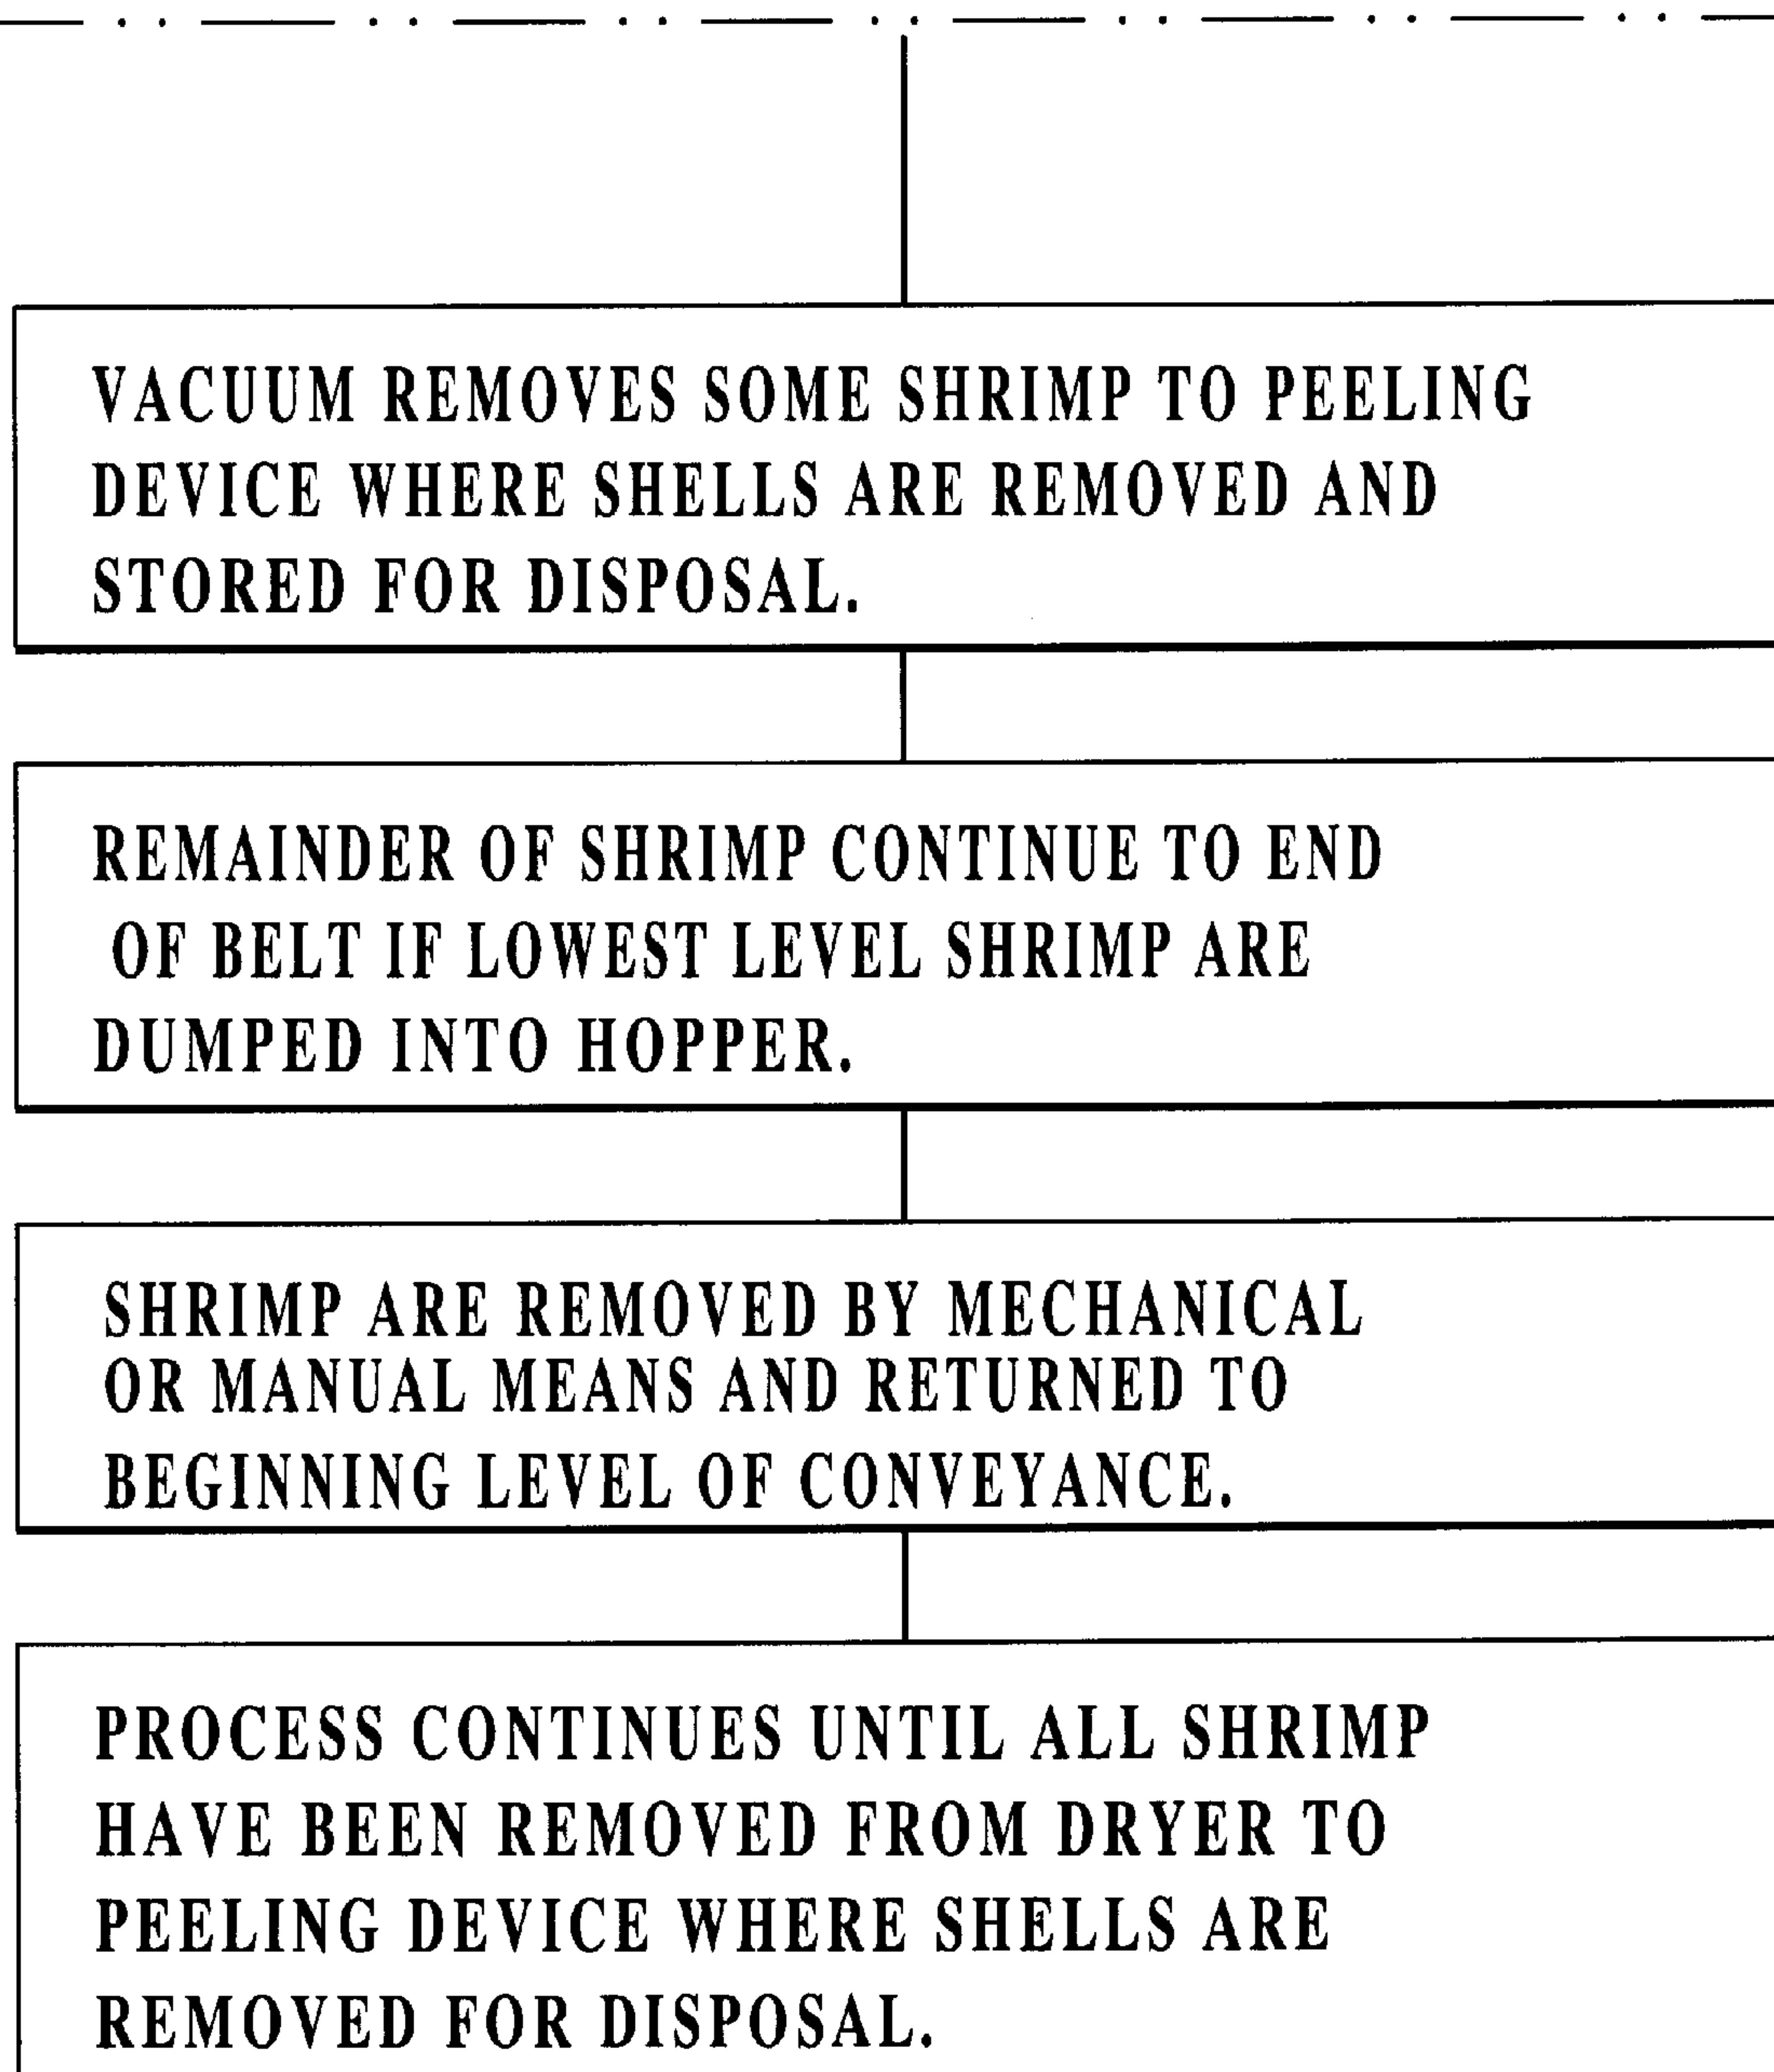 VACUUM REMOVES SOME SHRIMP TO PEELING
DEVICE WHERE SHELLS ARE REMOVED AND
STORED FOR DISPOSAL.
REMAINDER OF SHRIMP CONTINUE TO END
OF BELT IF LOWEST LEVEL SHRIMP ARE
DUMPED INTO HOPPER.
SHRIMP ARE REMOVED BY MECHANICAL
OR MANUAL MEANS AND RETURNED TO
BEGINNING LEVEL OF CONVEYANCE.
PROCESS CONTINUES UNTIL ALL SHRIMP
HAVE BEEN REMOVED FROM DRYER TO
PEELING DEVICE WHERE SHELLS ARE
REMOVED FOR DISPOSAL.